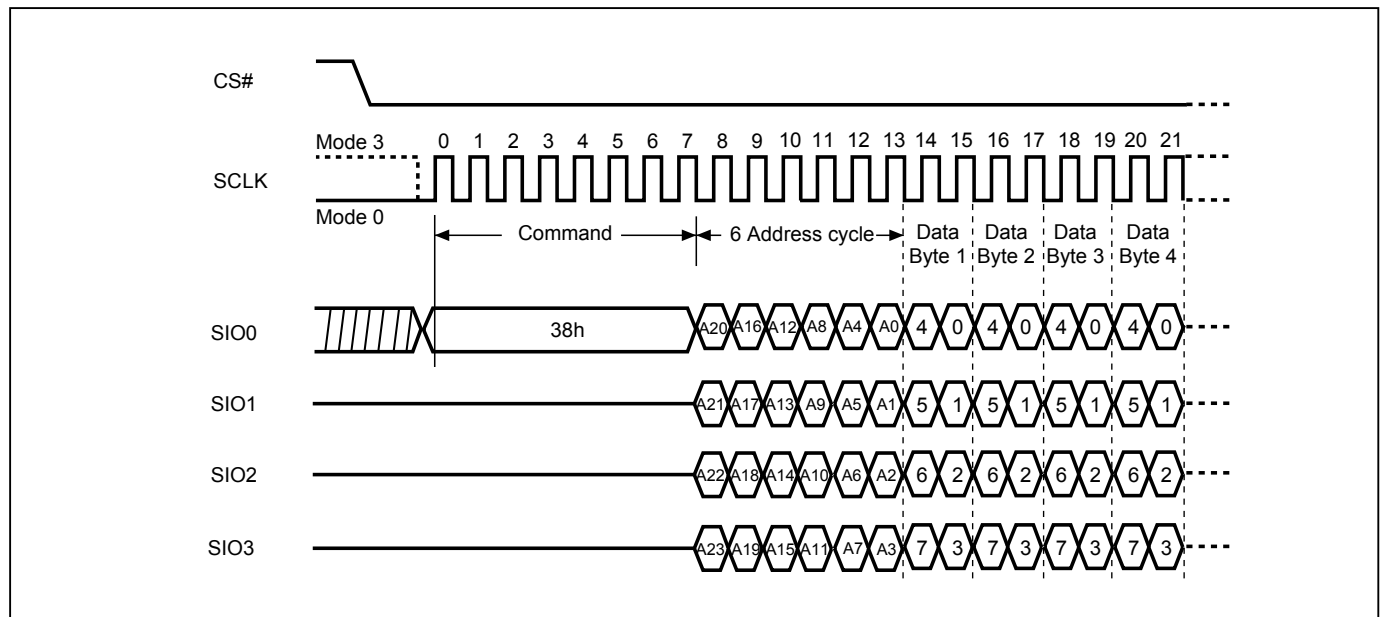 CS#
Mode 3
0 1 2 3 4 5 6 7 8 9 10 11 12 13 14 15 16 17 18 19 20 21
SCLK
Mode 0
Command
6 Address cycle
Data Byte 1
Data Byte 2
Data Byte 3
Data Byte 4
SIO0
38h
A20 A16 A12 A8 A4 A0 4 0 4 0 4 0 4 0
SIO1
A21 A17 A13 A9 A5 A1 5 1 5 1 5 1 5 1
SIO2
A22 A18 A14 A10 A6 A2 6 2 6 2 6 2 6 2
SIO3
A23 A19 A15 A11 A7 A3 7 3 7 3 7 3 7 3